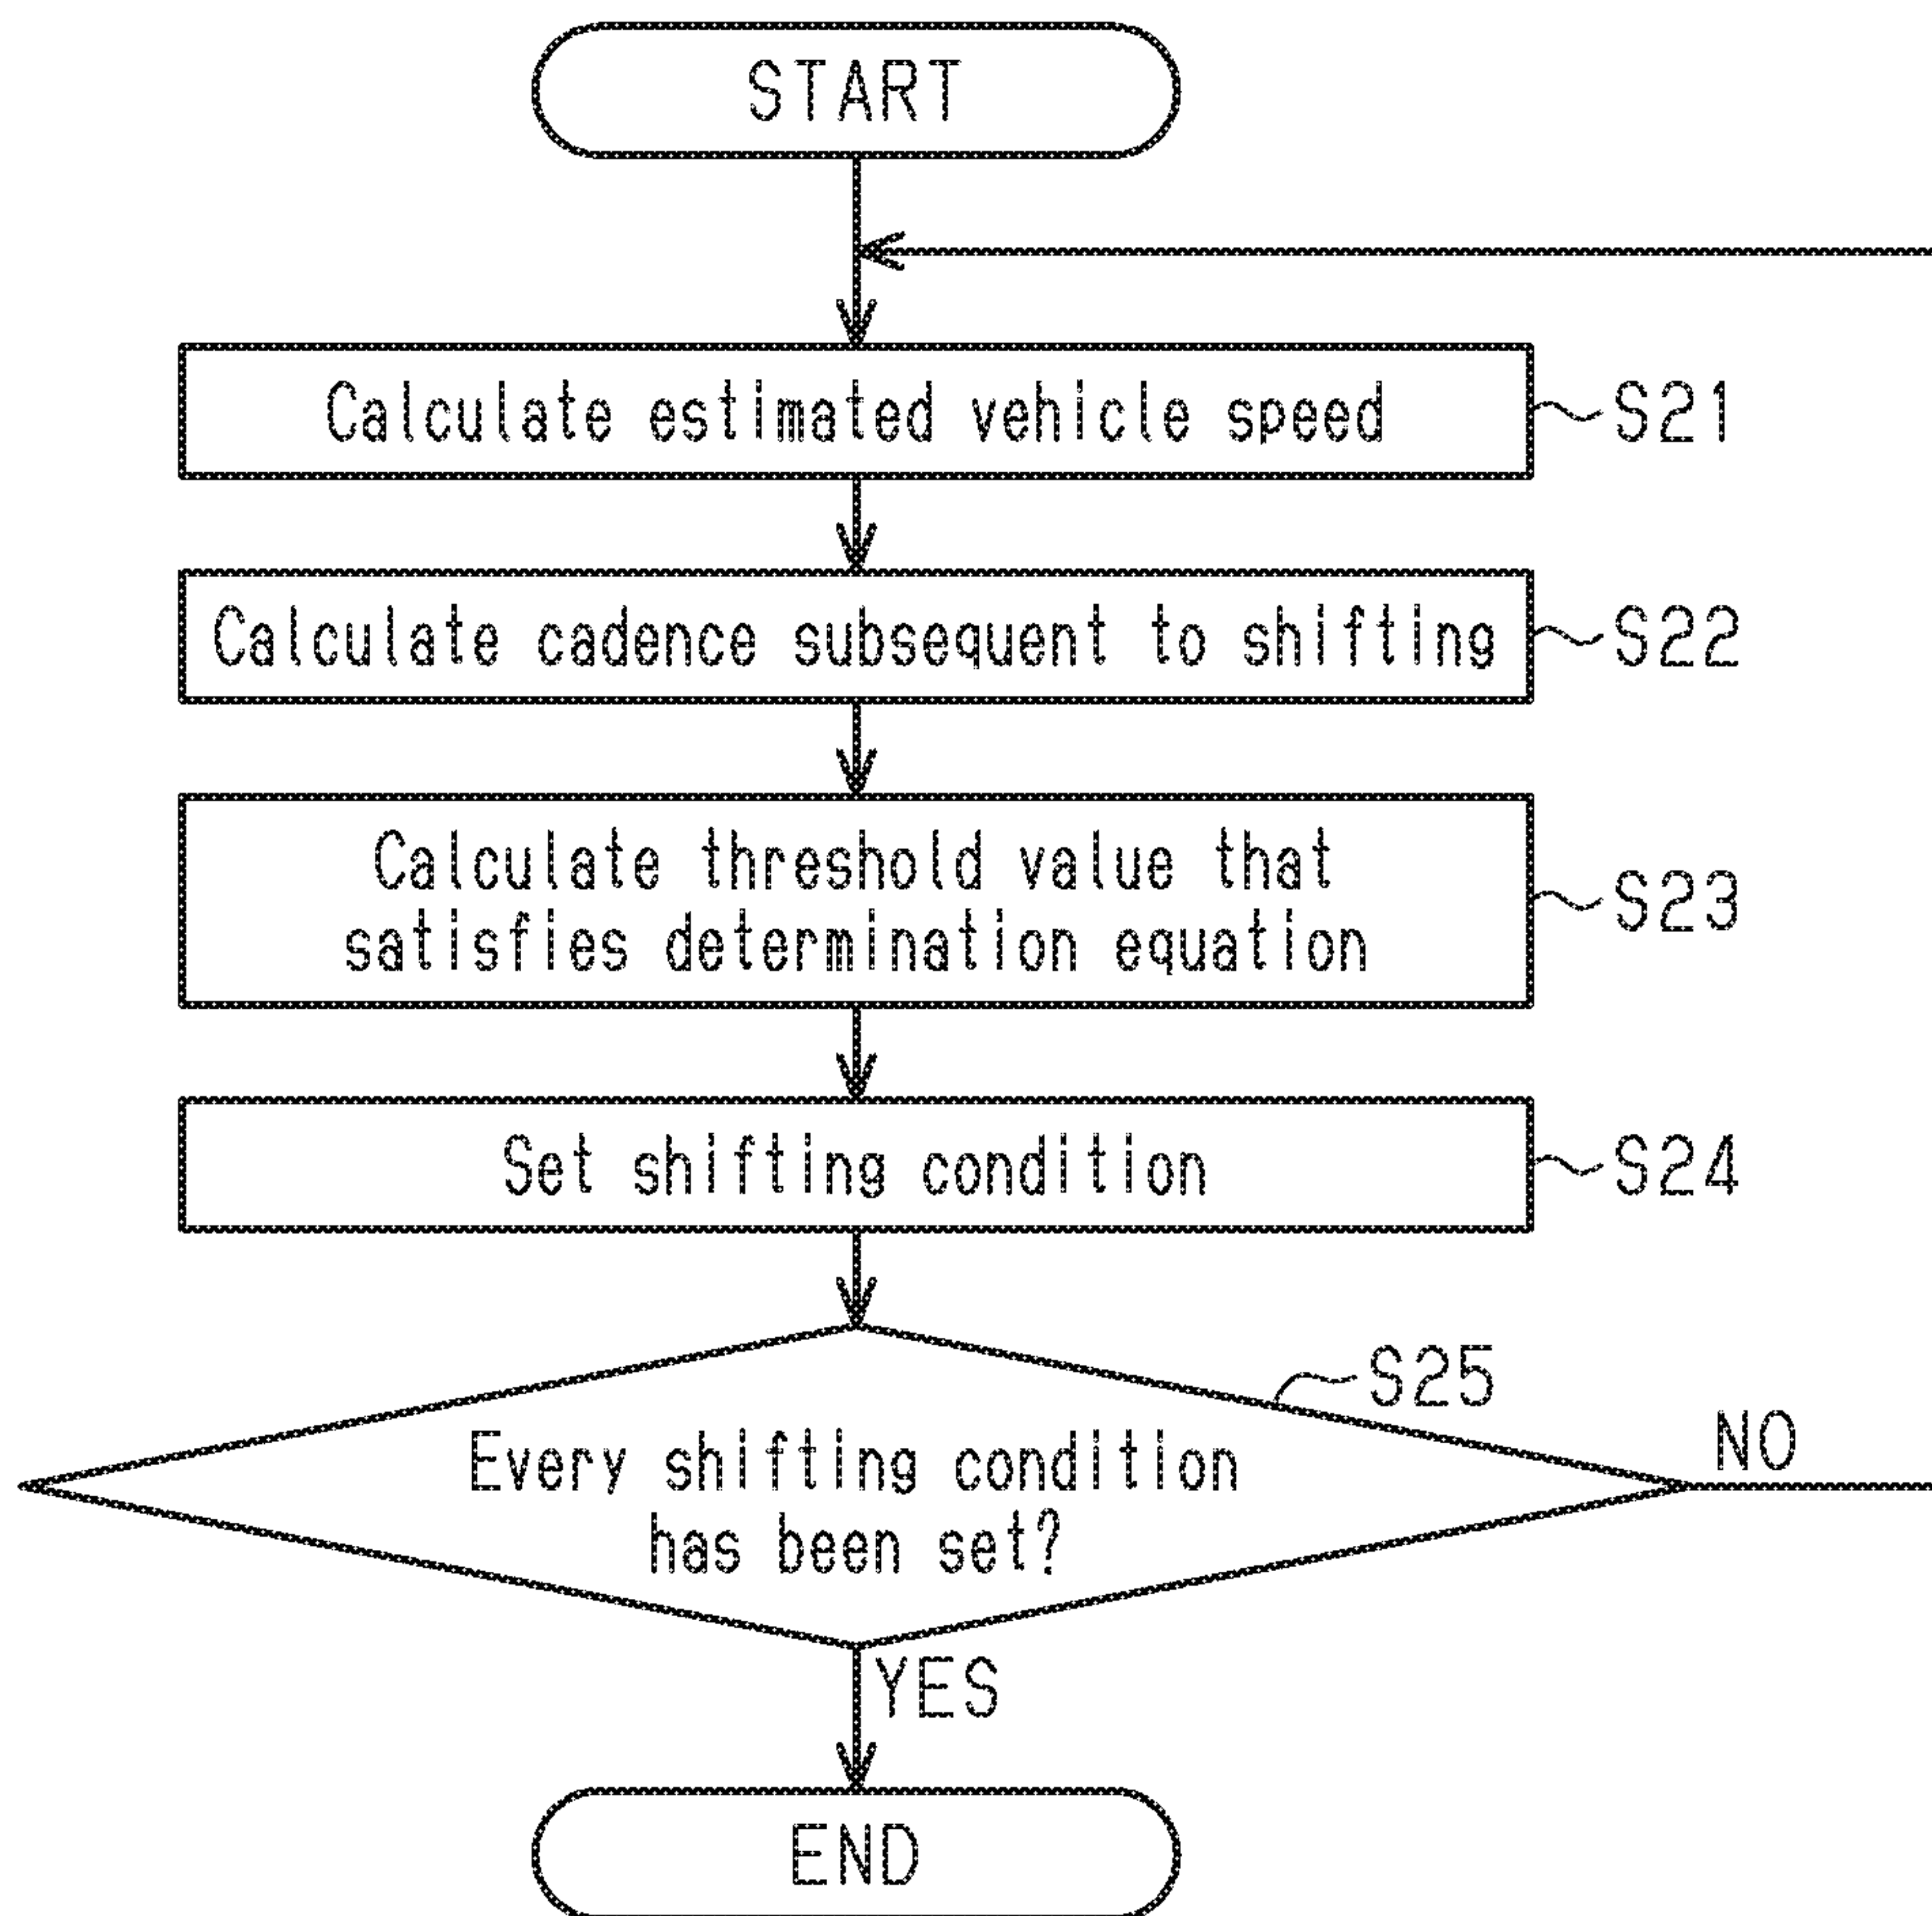 START
Calculate estimated vehicle speed
S21
Calculate cadence subsequent to shifting
S22
Calculate threshold value that
satisfies determination equation
S23
Set shifting condition
S24
S25
Every shifting condition
has been set?
NO
YES
END